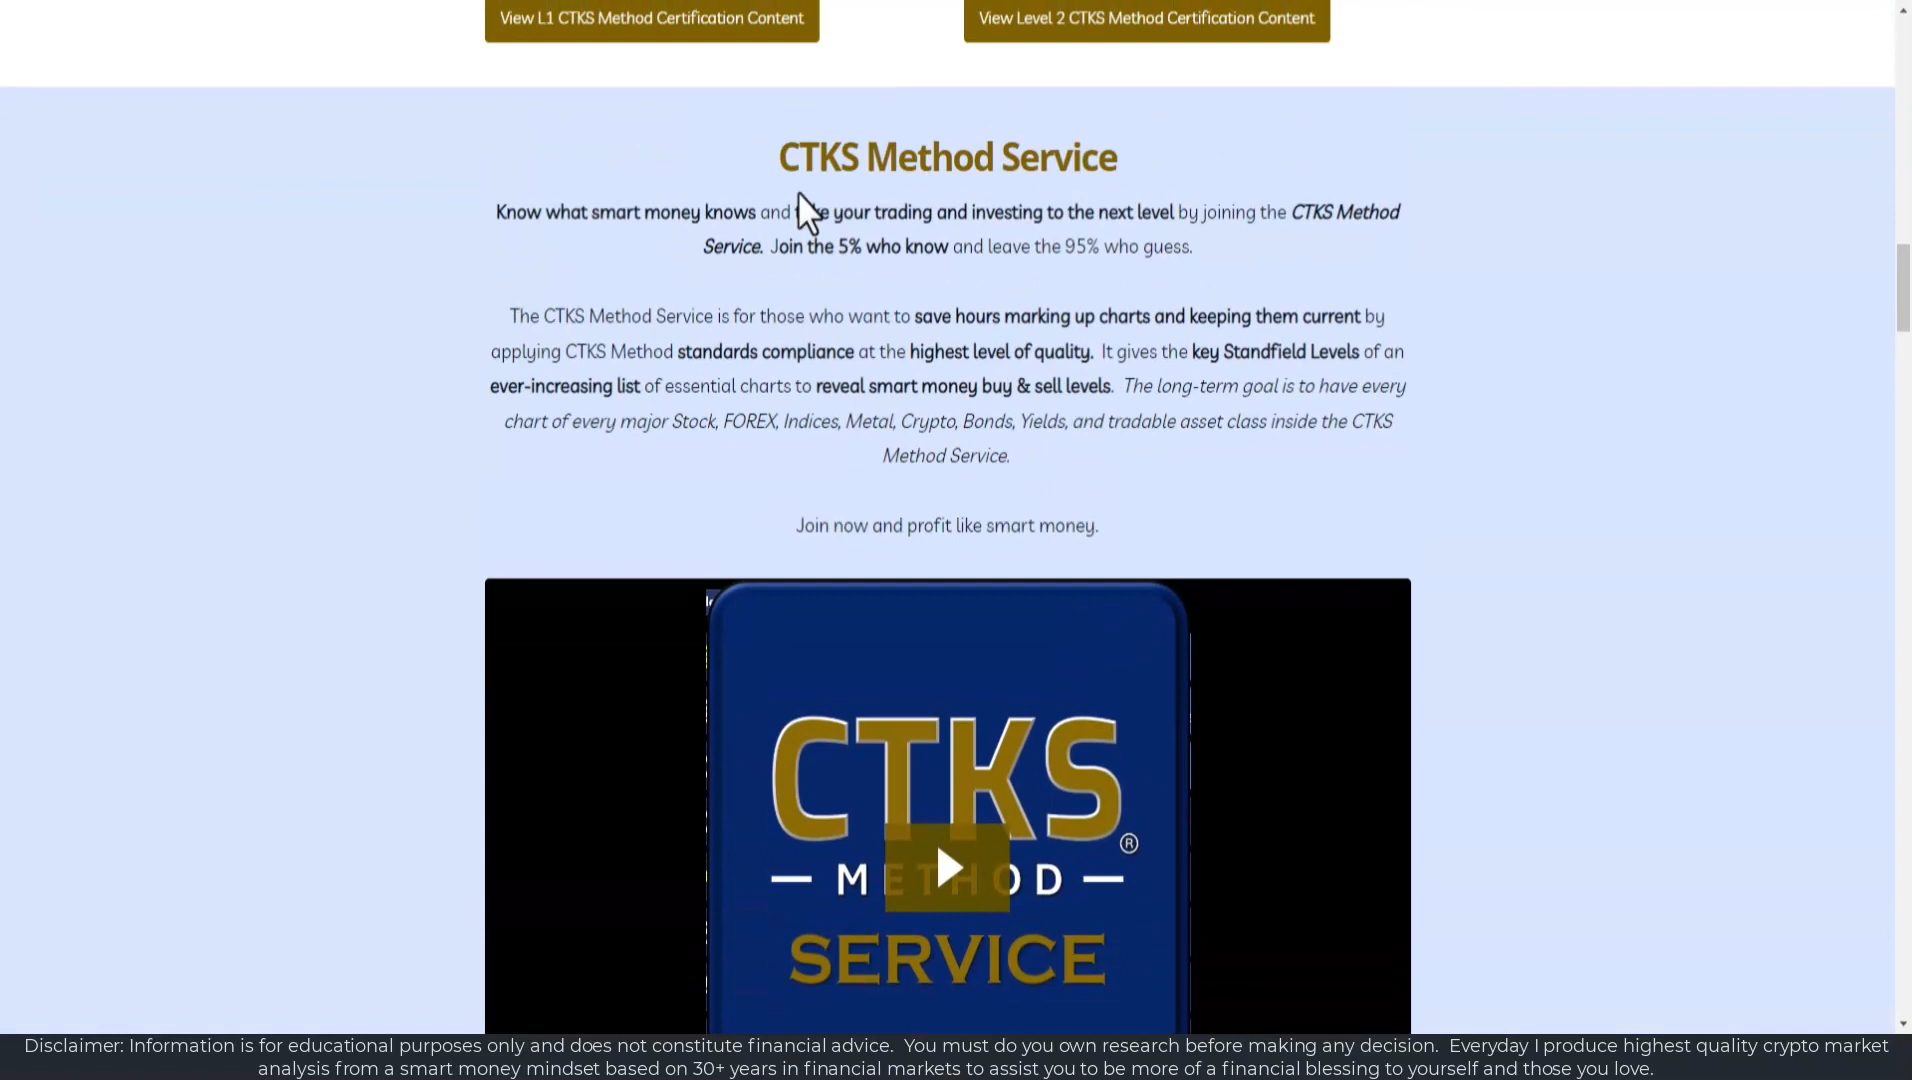 View L1 CTKS Method Certification Content
View Level 2 CTKS Method Certification Content
CTKS Method Service
Know what smart money knows and take your trading and investing to the next level by joining the CTKS Method
Service. Join the 5% who know and leave the 95% who guess.
The CTKS Method Service is for those who want to save hours marking up charts and keeping them current by
applying CTKS Method standards compliance at the highest level of quality. It gives the key Standfield Levels of an
ever-increasing list of essential charts to reveal smart money buy & sell levels. The long-term goal is to have every
chart of every major Stock, FOREX, Indices, Metal, Crypto, Bonds, Yields, and tradable asset class inside the CTKS
Method Service.
Join now and profit like smart money.
CTKS
®
METHOD
SERVICE
Disclaimer: Information is for educational purposes only and does not constitute financial advice. You must do you own research before making any decision. Everyday I produce highest quality crypto market
analysis from a smart money mindset based on 30+ years in financial markets to assist you to be more of a financial blessing to yourself and those you love.